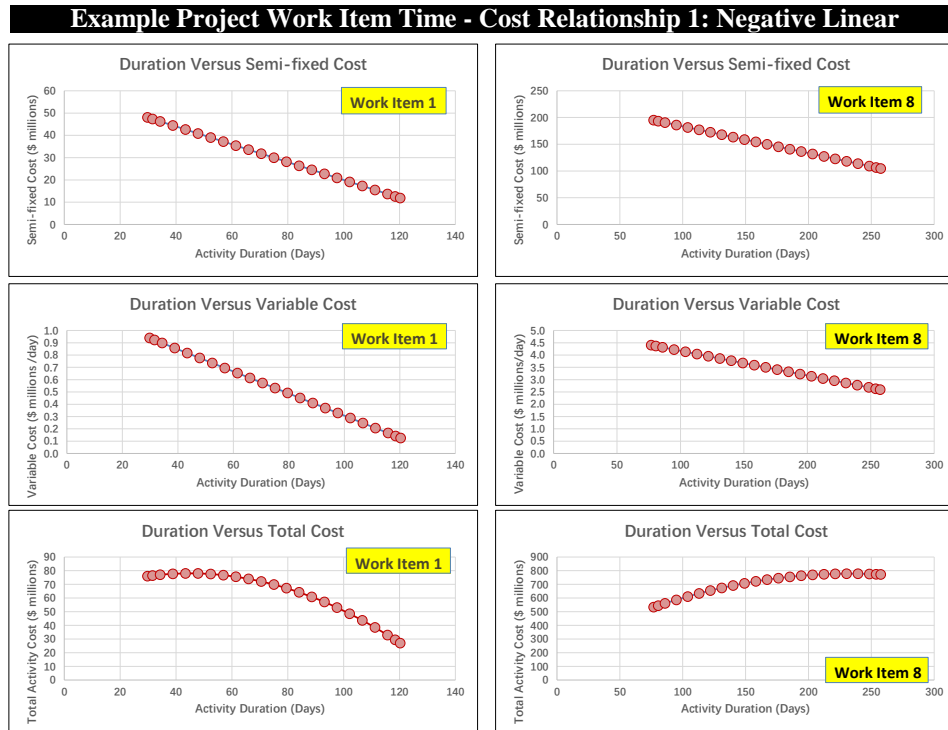 Example Project Work Item Time - Cost Relationship 1: Negative Linear
Duration Versus Semi-fixed Cost
Work Item 1
Semi-fixed Cost ($ millions)
60
50
40
30
20
10
0
0 20 40 60 80 100 120 140
Activity Duration (Days)
Duration Versus Semi-fixed Cost
Work Item 8
Semi-fixed Cost ($ millions)
250
200
150
100
50
0
0 50 100 150 200 250 300
Activity Duration (Days)
Duration Versus Variable Cost
Work Item 1
Variable Cost ($ millions /day)
1.0
0.9
0.8
0.7
0.6
0.5
0.4
0.3
0.2
0.1
0.0
0 20 40 60 80 100 120 140
Activity Duration (Days)
Duration Versus Variable Cost
Work Item 8
Variable Cost ($ millions/day)
5.0
4.5
4.0
3.5
3.0
2.5
2.0
1.5
1.0
0.5
0.0
0 50 100 150 200 250 300
Activity Duration (Days)
Duration Versus Total Cost
Work Item 1
Total Activity Cost ($ millions)
90
80
70
60
50
40
30
20
10
0
0 20 40 60 80 100 120 140
Activity Duration (Days)
Duration Versus Total Cost
Work Item 8
Total Activity Cost ($ millions)
900
800
700
600
500
400
300
200
100
0
0 50 100 150 200 250 300
Activity Duration (Days)